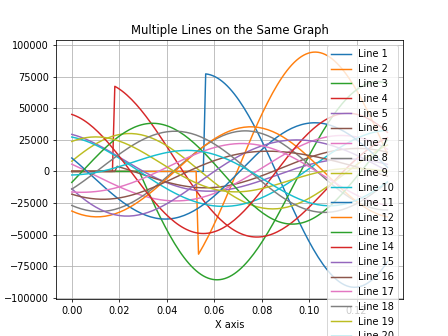 Multiple Lines on the Same Graph
100000
75000
50000
25000
0
−25000
−50000
−75000
−100000
0.00
0.02
0.04
0.06
0.08
0.10
X axis
Line 1
Line 2
Line 3
Line 4
Line 5
Line 6
Line 7
Line 8
Line 9
Line 10
Line 11
Line 12
Line 13
Line 14
Line 15
Line 16
Line 17
Line 18
Line 19
Line 20